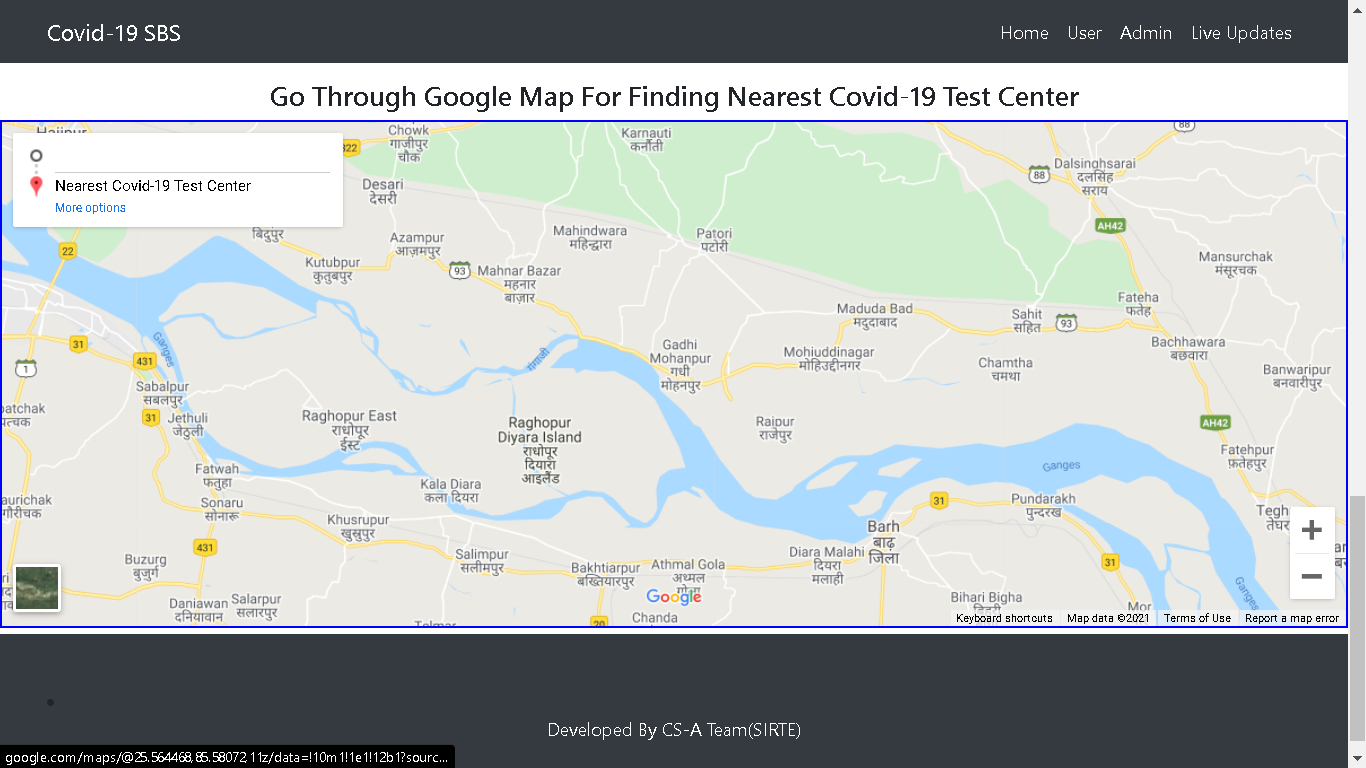 Covid-19 SBS
Home User Admin Live Updates
Go Through Google Map For Finding Nearest Covid-19 Test Center
Hajipur
Nearest Covid-19 Test Center
More options
322
Chowk
गाजीपुर
चौक
Karnauti
कर्नौती
88
Dalsinghsarai
दलसिंह
सराय
88
Desari
देसरी
AH42
बिदुपुर
Azampur
आज़मपुर
Mahindwara
महिन्द्वारा
Patori
पटोरी
22
Mansurchak
मंसूरचक
Kutubpur
कुतुबपुर
93
Mahnar Bazar
महनार
बाज़ार
Maduda Bad
मदुदाबाद
Fateha
फतेह
Sahit
सहित
93
31
Ganges
431
1
गंगा नदी
Gadhi
Mohanpur
गधी
मोहनपुर
Mohiuddinagar
मोहिउद्दीनगर
Bachhawara
बछवारा
Chamtha
चमथा
Banwaripur
बनवारीपुर
Sabalpur
सबलपुर
patchak
ात्चक
31
Jethuli
जेठुली
Raghopur East
राधोपुर
ईस्ट
Raghopur
Diyara Island
राधोपुर
दियारा
आइलैंड
Rajpur
राजेपुर
AH42
Fatehpur
फ़तेहपुर
Ganges
Fatwah
फतुहा
Kala Diara
कला दियरा
aurichak
गौरीचक
Sonaru
सोनारू
Khusrupur
खुसूरुपुर
31
Pundarakh
पुन्दरख
Tegh
तेघर
Barh
बाढ़
जिला
431
Buzurg
बुजुर्ग
Salimpur
सलीमपुर
Bakhtiarpur
बख्तियारपुर
Athmal Gola
अथमल
गोला
Diara Malahi
दियरा
मलाही
31
Ganges
Daniawan
दनियावान
Salarpur
सलारपुर
Google
Bihari Bigha
Mor
Telmar
20
Chanda
Keyboard shortcuts Map data ©2021 Terms of Use Report a map error
Developed By CS-A Team(SIRTE)
google.com/maps/@25.564468,85.58072,11z/data=!10m1!1e1!12b1?sourc...